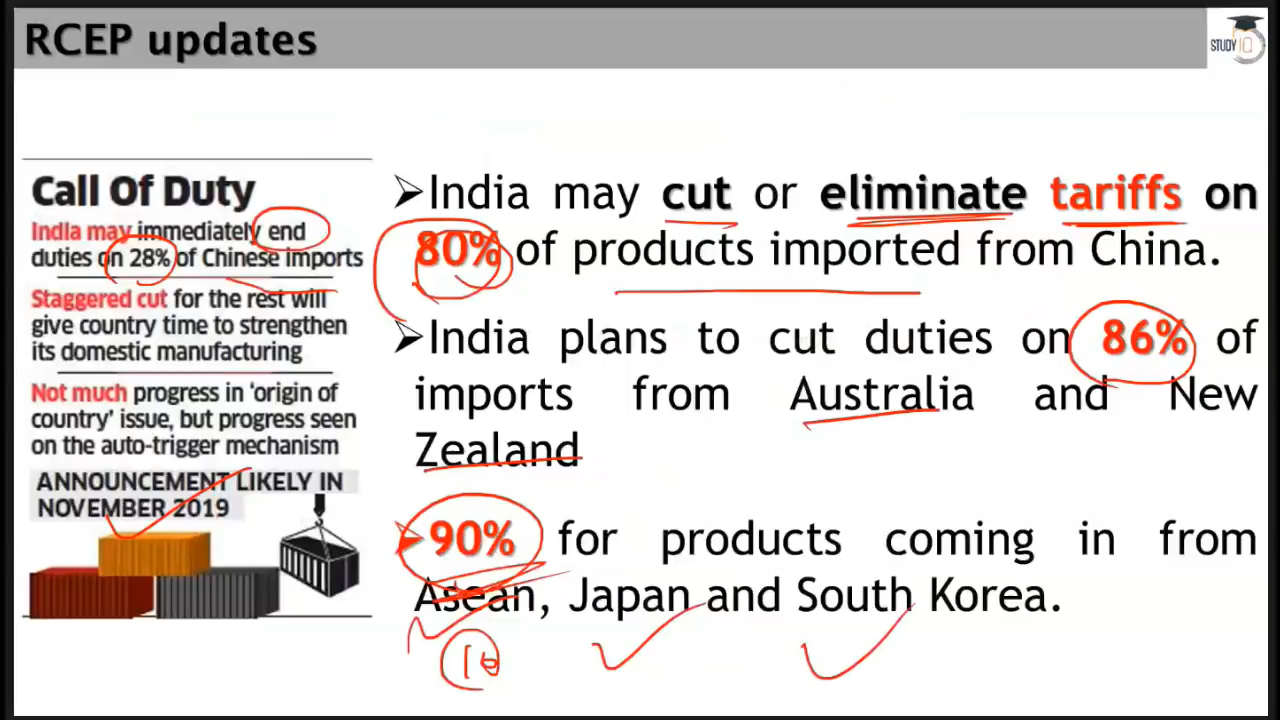 RCEP updates
STUDY IQ
Call Of Duty
India may immediately end
duties on 28% of Chinese imports
Staggered cut for the rest will
give country time to strengthen
its domestic manufacturing
Not much progress in ‘origin of
country’ issue, but progress seen
on the auto-trigger mechanism
ANNOUNCEMENT LIKELY IN
NOVEMBER 2019
➢India may cut or eliminate tariffs on
80% of products imported from China.
➢India plans to cut duties on 86% of
imports from Australia and New
Zealand
➢90% for products coming in from
Asean, Japan and South Korea.
10